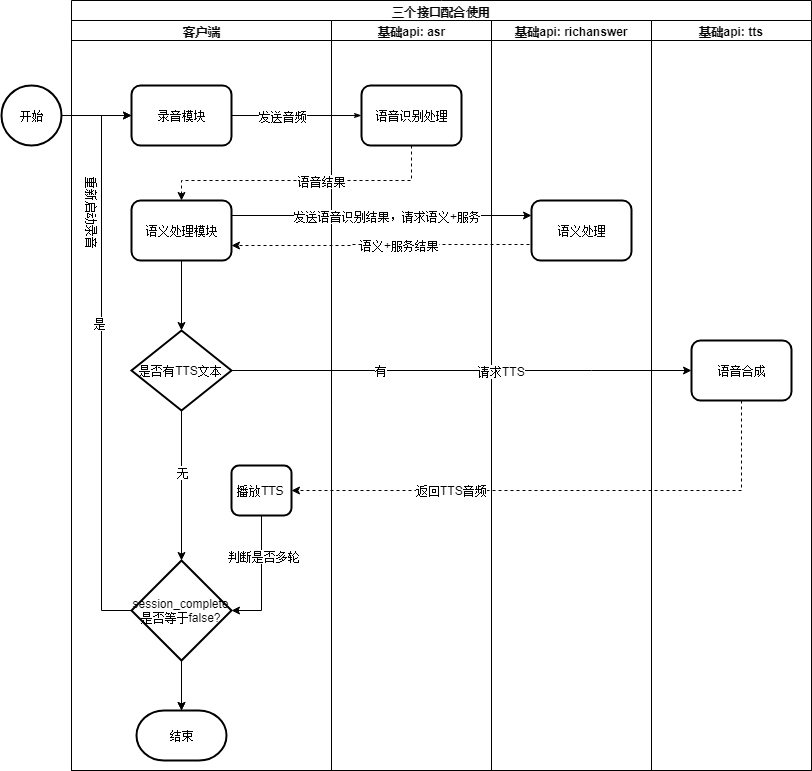 三个接口配合使用
客户端
基础api: asr
基础api: richanswer
基础api: tts
开始
录音模块
发送音频
语音识别处理
语音结果
重新启动录音
语义处理模块
发送语音识别结果，请求语义+服务
语义处理
语义+服务结果
是
是否有TTS文本
有
请求TTS
语音合成
无
播放TTS
返回TTS音频
判断是否多轮
session_complete
是否等于false?
结束